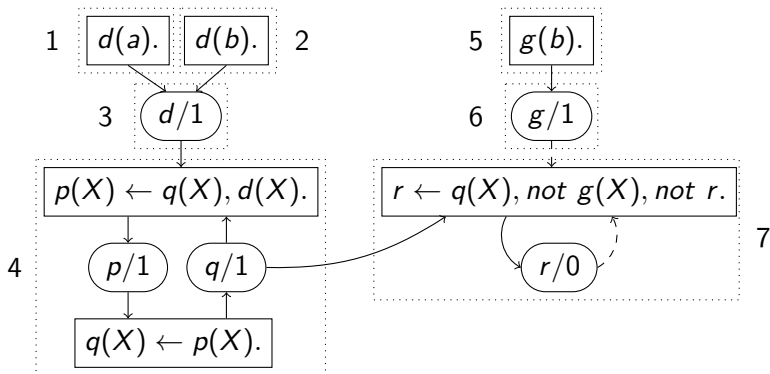 1 d(a). d(b). 2 5 g(b).
3 d/1 6 g/1
p(X) ← q(X), d(X). r ← q(X), not g(X), not r.
7
4 p/1 q/1 r/0
q(X) ← p(X).